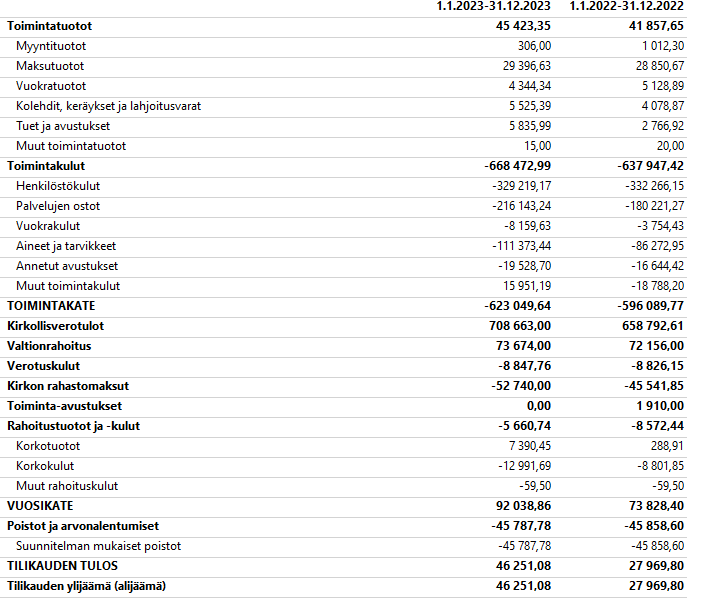 1.1.2023-31.12.2023 1.1.2022-31.12.2022
Toimintatuotot 45 423,35 41 857,65
Myyntituotot 306,00 1 012,30
Maksutuotot 29 396,63 28 850,67
Vuokratuotot 4 344,34 5 128,89
Kolehdit, keräykset ja lahjoitusvarat 5 525,39 4 078,87
Tuet ja avustukset 5 835,99 2 766,92
Muut toimintatuotot 15,00 20,00
Toimintakulut -668 472,99 -637 947,42
Henkilöstökulut -329 219,17 -332 266,15
Palvelujen ostot -216 143,24 -180 221,27
Vuokrakulut -8 159,63 -3 754,43
Aineet ja tarvikkeet -111 373,44 -86 272,95
Annetut avustukset -19 528,70 -16 644,42
Muut toimintakulut 15 951,19 -18 788,20
TOIMINTAKATE -623 049,64 -596 089,77
Kirkollisverotulot 708 663,00 658 792,61
Valtionrahoitus 73 674,00 72 156,00
Verotuskulut -8 847,76 -8 826,15
Kirkon rahastomaksut -52 740,00 -45 541,85
Toiminta-avustukset 0,00 1 910,00
Rahoitustuotot ja -kulut -5 660,74 -8 572,44
Korkotuotot 7 390,45 288,91
Korkokulut -12 991,69 -8 801,85
Muut rahoituskulut -59,50 -59,50
VUOSIKATE 92 038,86 73 828,40
Poistot ja arvonalentumiset -45 787,78 -45 858,60
Suunnitelman mukaiset poistot -45 787,78 -45 858,60
TILIKAUDEN TULOS 46 251,08 27 969,80
Tilikauden ylijäämä (alijäämä) 46 251,08 27 969,80